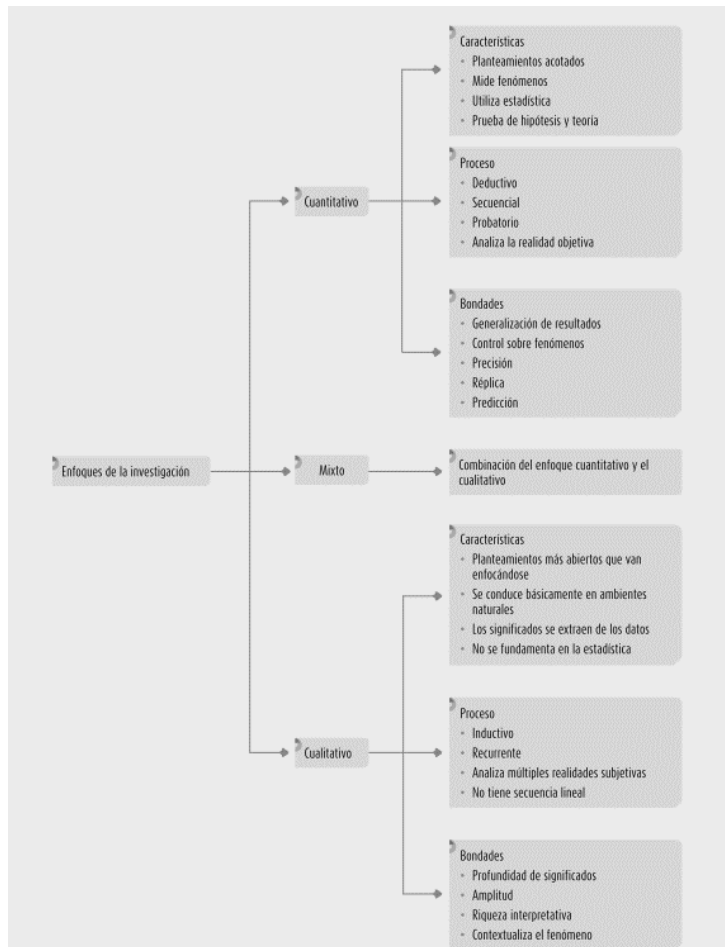 Características
• Planteamientos acotados
• Mide fenómenos
• Utiliza estadística
• Prueba de hipótesis y teoría
Cuantitativo
Proceso
• Deductivo
• Secuencial
• Probatorio
• Analiza la realidad objetiva
Bondades
• Generalización de resultados
• Control sobre fenómenos
• Precisión
• Réplica
• Predicción
Enfoques de la investigación
Mixto
Combinación del enfoque cuantitativo y el
cualitativo
Características
• Planteamientos más abiertos que van
enfocándose
• Se conduce básicamente en ambientes
naturales
• Los significados se extraen de los datos
• No se fundamenta en la estadística
Cualitativo
Proceso
• Inductivo
• Recurrente
• Analiza múltiples realidades subjetivas
• No tiene secuencia lineal
Bondades
• Profundidad de significados
• Amplitud
• Riqueza interpretativa
• Contextualiza el fenómeno